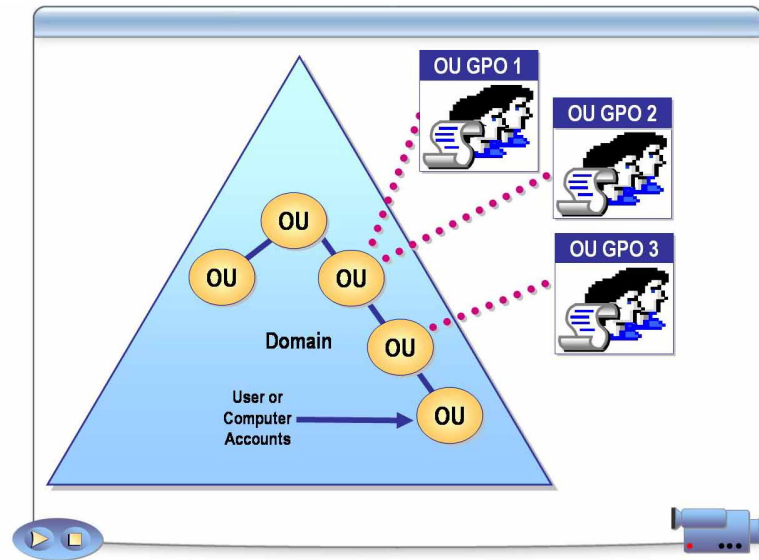 OU GPO 1
OU GPO 2
OU GPO 3
OU
OU
OU
Domain
OU
User or
Computer
Accounts
OU